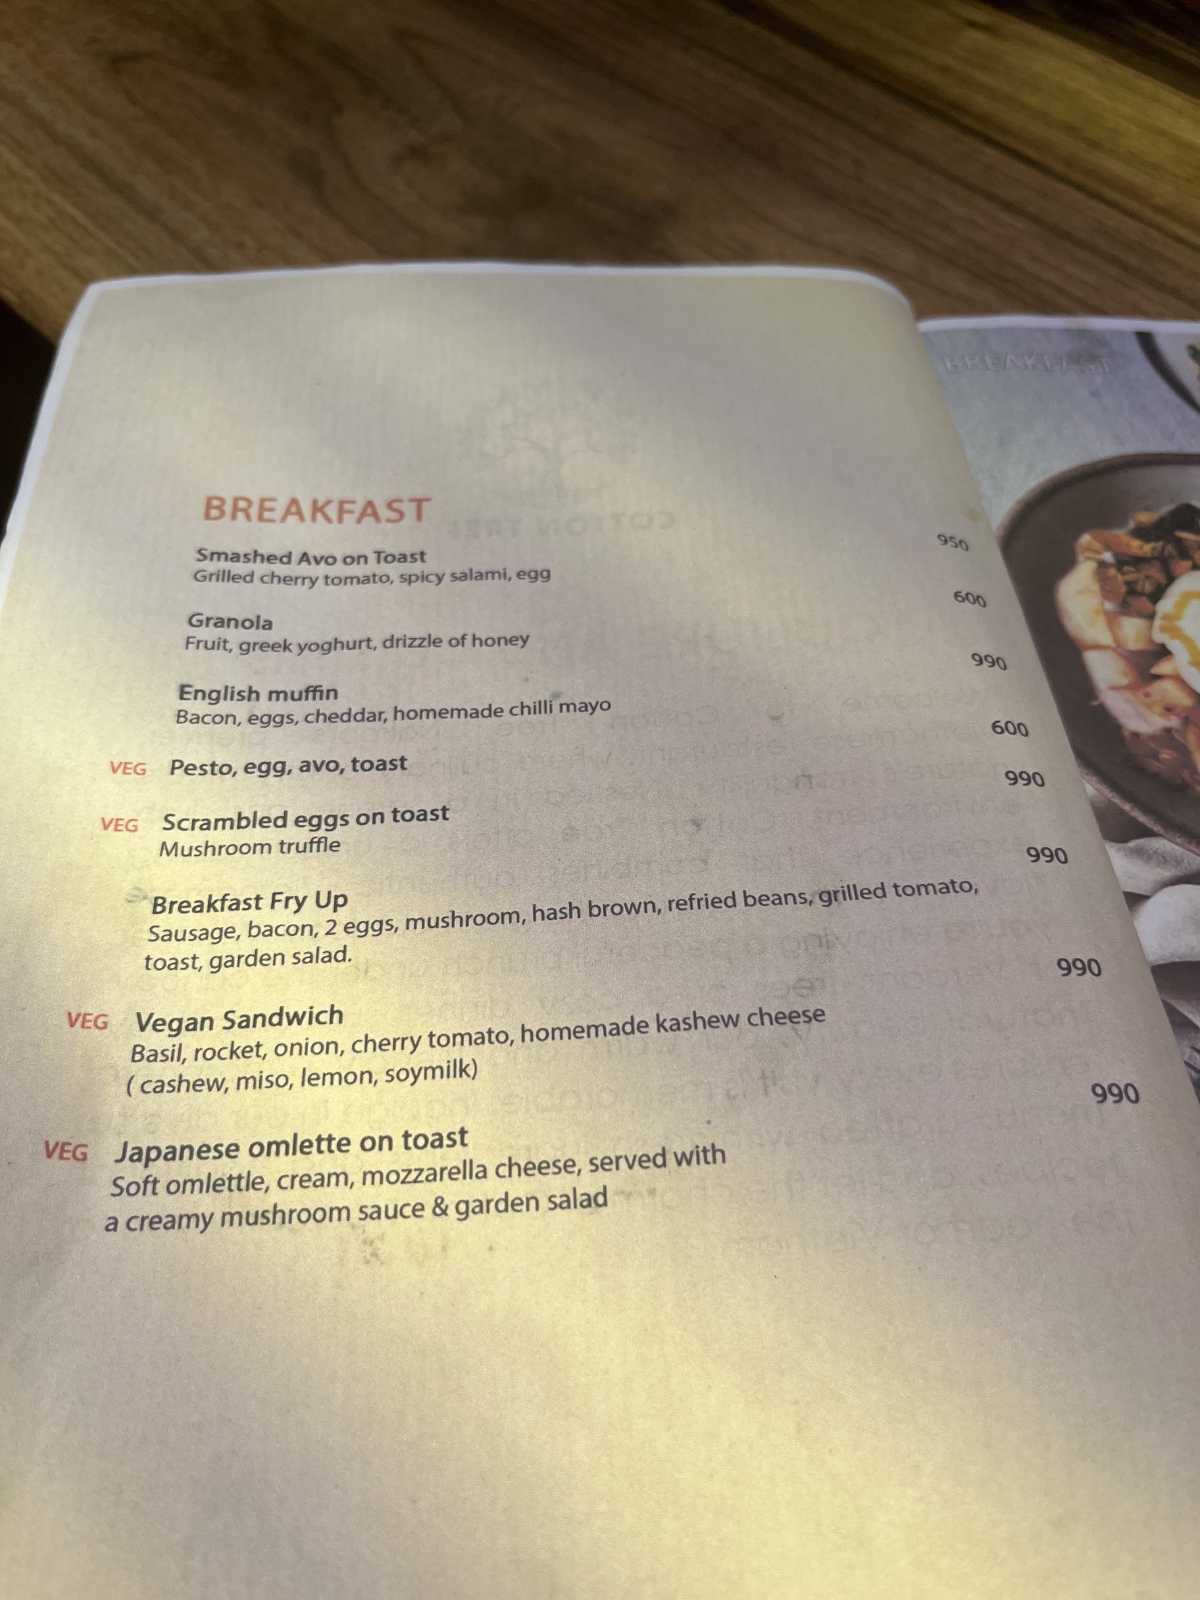 BREAKFAST
BREAKFAST
Smashed Avo on Toast 950
Grilled cherry tomato, spicy salami, egg
Granola 600
Fruit, greek yoghurt, drizzle of honey
English muffin 990
Bacon, eggs, cheddar, homemade chilli mayo
VEG Pesto, egg, avo, toast 600
VEG Scrambled eggs on toast 990
Mushroom truffle
Breakfast Fry Up 990
Sausage, bacon, 2 eggs, mushroom, hash brown, refried beans, grilled tomato,
toast, garden salad.
VEG Vegan Sandwich 990
Basil, rocket, onion, cherry tomato, homemade kashew cheese
( cashew, miso, lemon, soymilk)
VEG Japanese omlette on toast 990
Soft omlettle, cream, mozzarella cheese, served with
a creamy mushroom sauce & garden salad
COTTON TREE